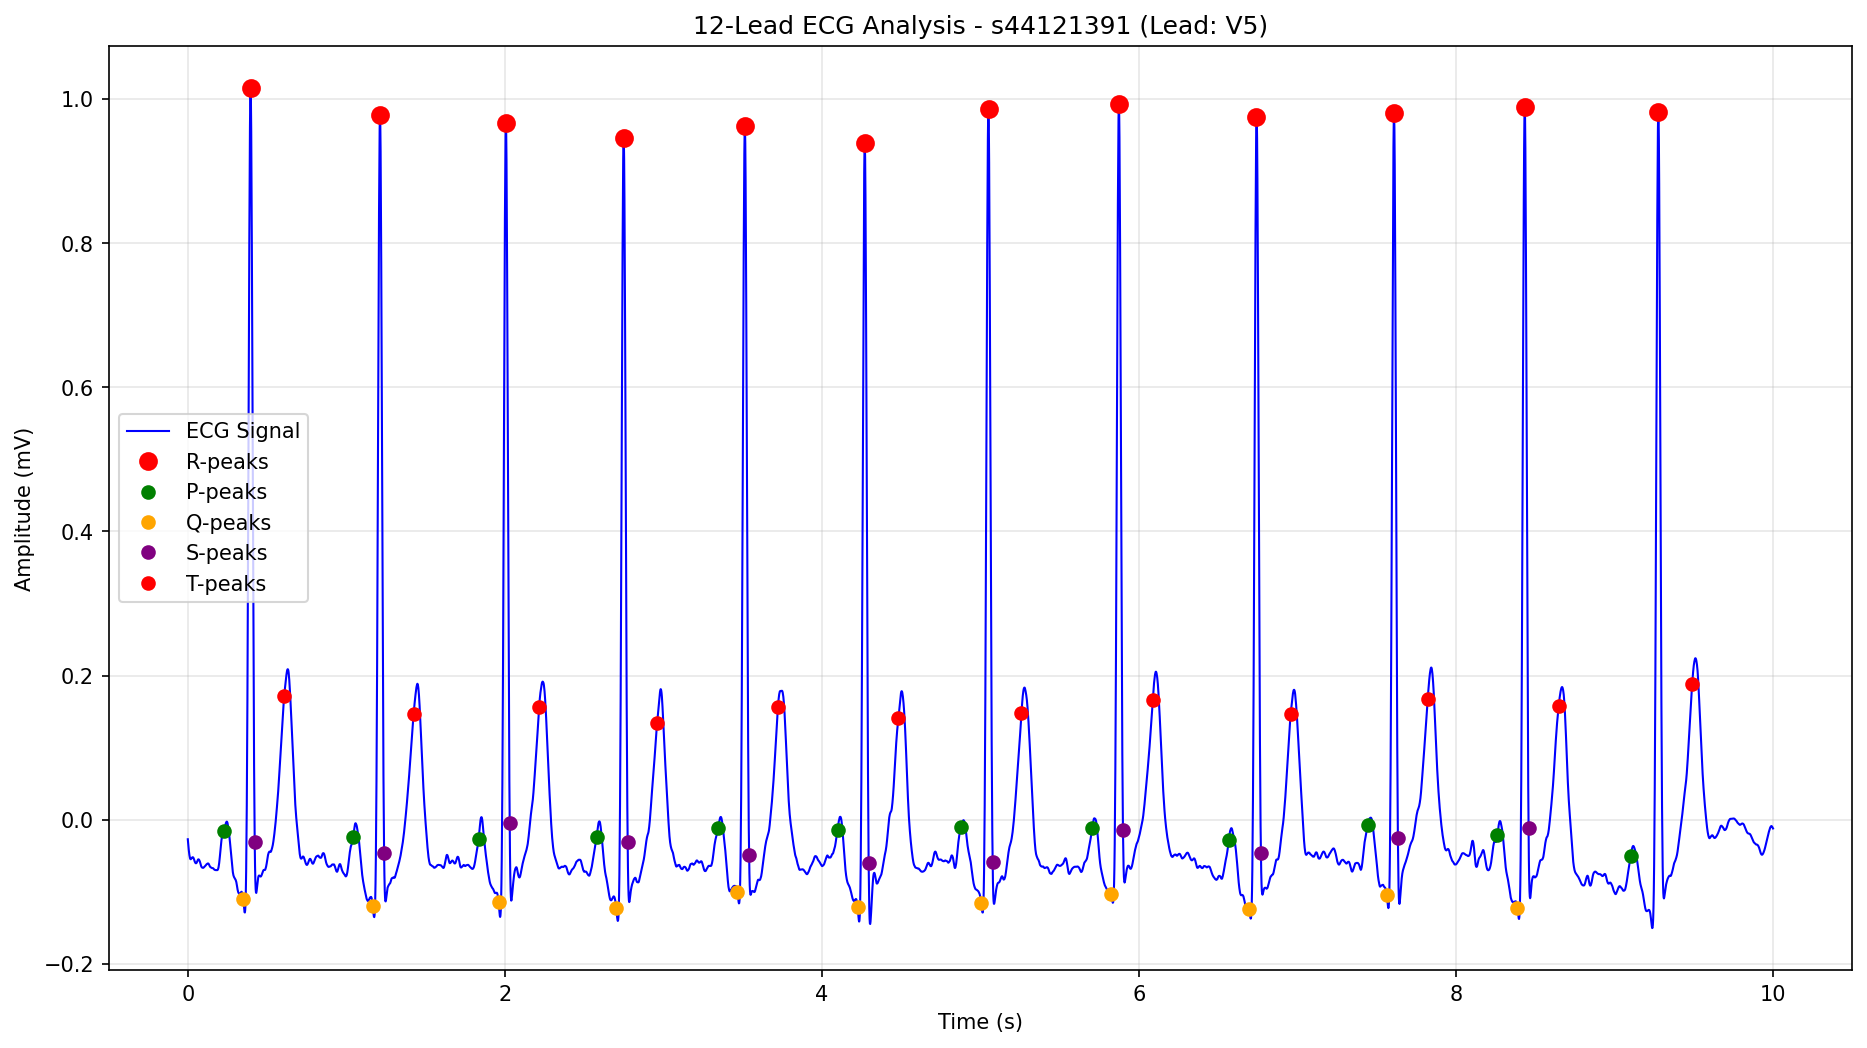 12-Lead ECG Analysis - s44121391 (Lead: V5)
1.0
0.8
0.6
0.4
0.2
0.0
−0.2
Amplitude (mV)
ECG Signal
R-peaks
P-peaks
Q-peaks
S-peaks
T-peaks
0 2 4 6 8 10
Time (s)